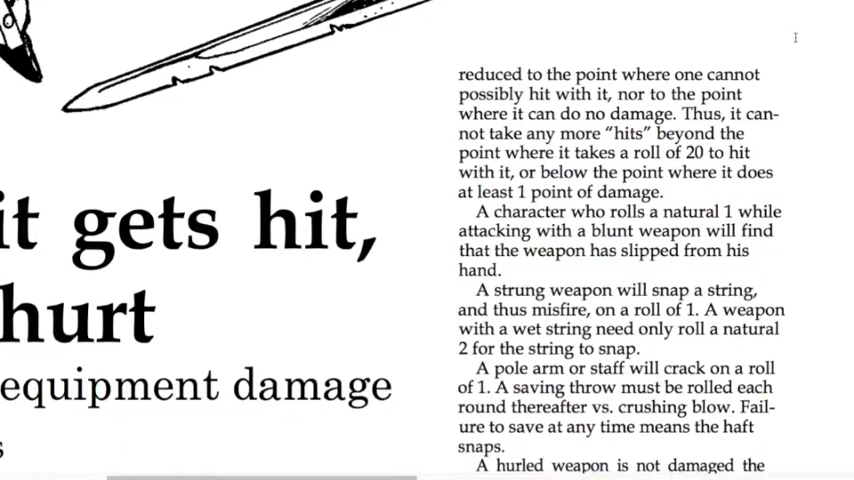 it gets hit,
hurt
equipment damage
s
reduced to the point where one cannot
possibly hit with it, nor to the point
where it can do no damage. Thus, it can-
not take any more “hits” beyond the
point where it takes a roll of 20 to hit
with it, or below the point where it does
at least 1 point of damage.
A character who rolls a natural 1 while
attacking with a blunt weapon will find
that the weapon has slipped from his
hand.
A strung weapon will snap a string,
and thus misfire, on a roll of 1. A weapon
with a wet string need only roll a natural
2 for the string to snap.
A pole arm or staff will crack on a roll
of 1. A saving throw must be rolled each
round thereafter vs. crushing blow. Fail-
ure to save at any time means the haft
snaps.
A hurled weapon is not damaged the